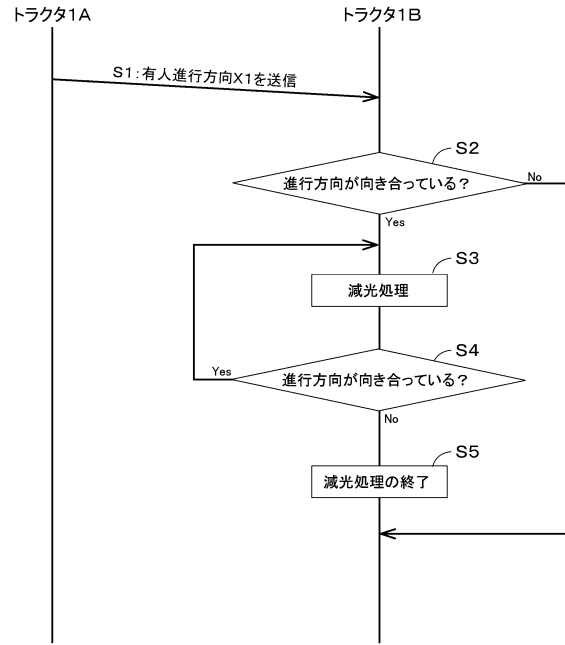 トラクタ1A
トラクタ1B
S1:有人進行方向X1を送信
S2
進行方向が向き合っている?
No
Yes
S3
減光処理
S4
Yes
進行方向が向き合っている?
No
S5
減光処理の終了